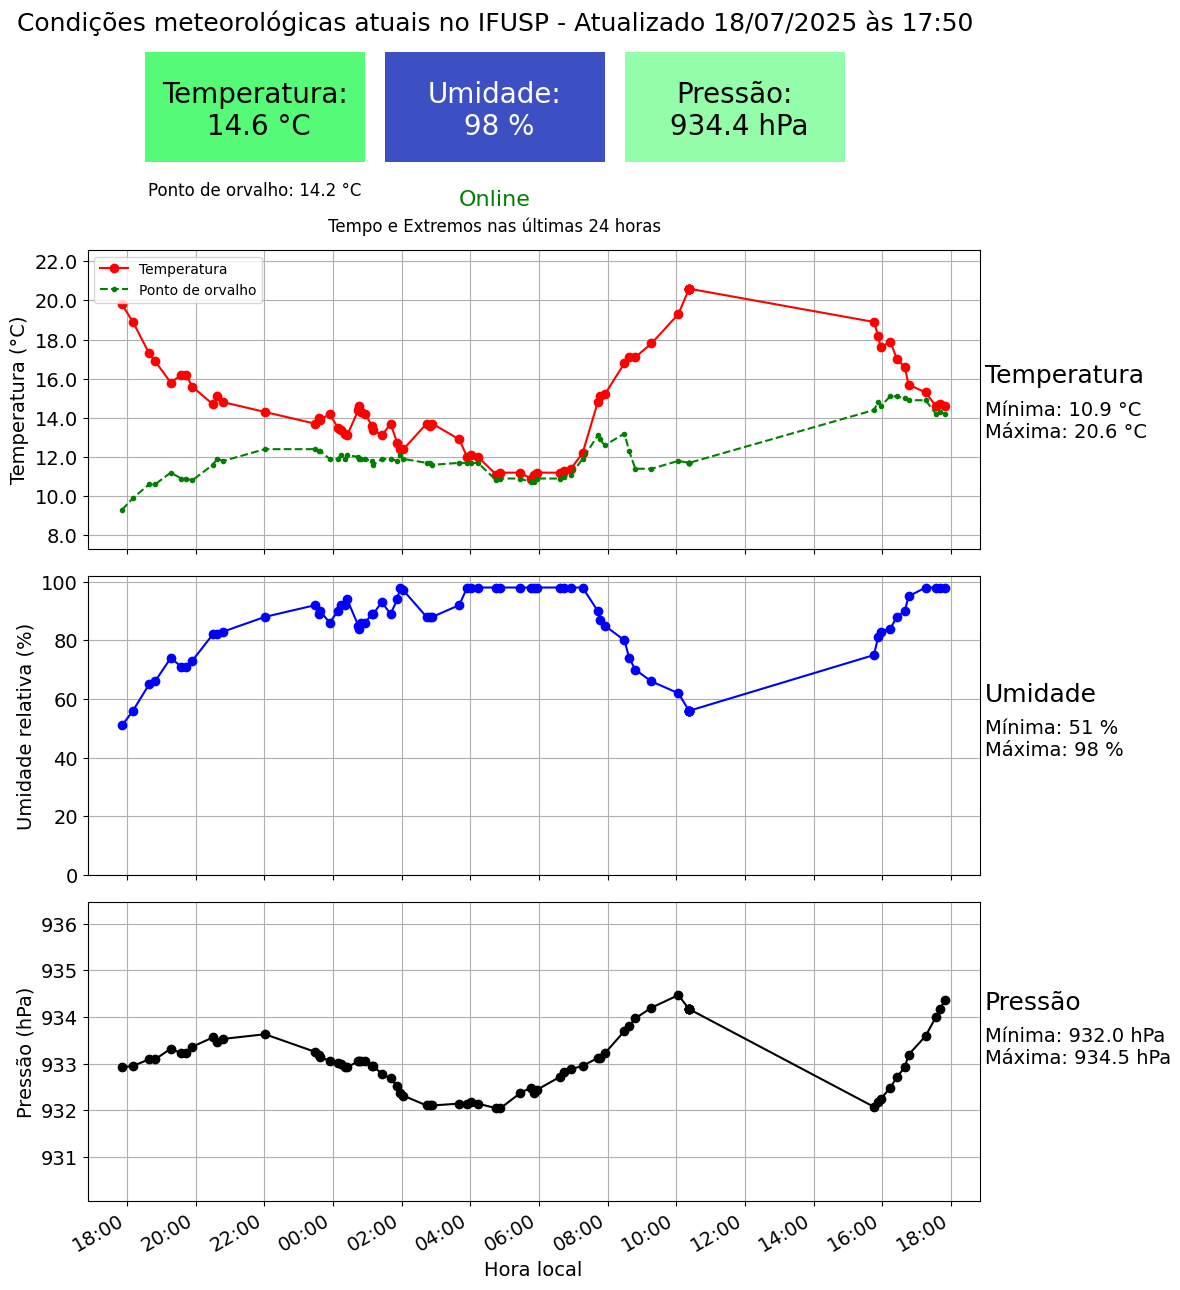 Condições meteorológicas atuais no IFUSP - Atualizado 18/07/2025 às 17:50
Temperatura:
14.6 °C
Umidade:
98 %
Pressão:
934.4 hPa
Ponto de orvalho: 14.2 °C
Online
Tempo e Extremos nas últimas 24 horas
Temperatura (°C)
22.0
20.0
18.0
16.0
14.0
12.0
10.0
8.0
Temperatura
Ponto de orvalho
Temperatura
Mínima: 10.9 °C
Máxima: 20.6 °C
Umidade relativa (%)
100
80
60
40
20
0
Umidade
Mínima: 51 %
Máxima: 98 %
Pressão (hPa)
936
935
934
933
932
931
Pressão
Mínima: 932.0 hPa
Máxima: 934.5 hPa
18:00 20:00 22:00 00:00 02:00 04:00 06:00 08:00 10:00 12:00 14:00 16:00 18:00
Hora local